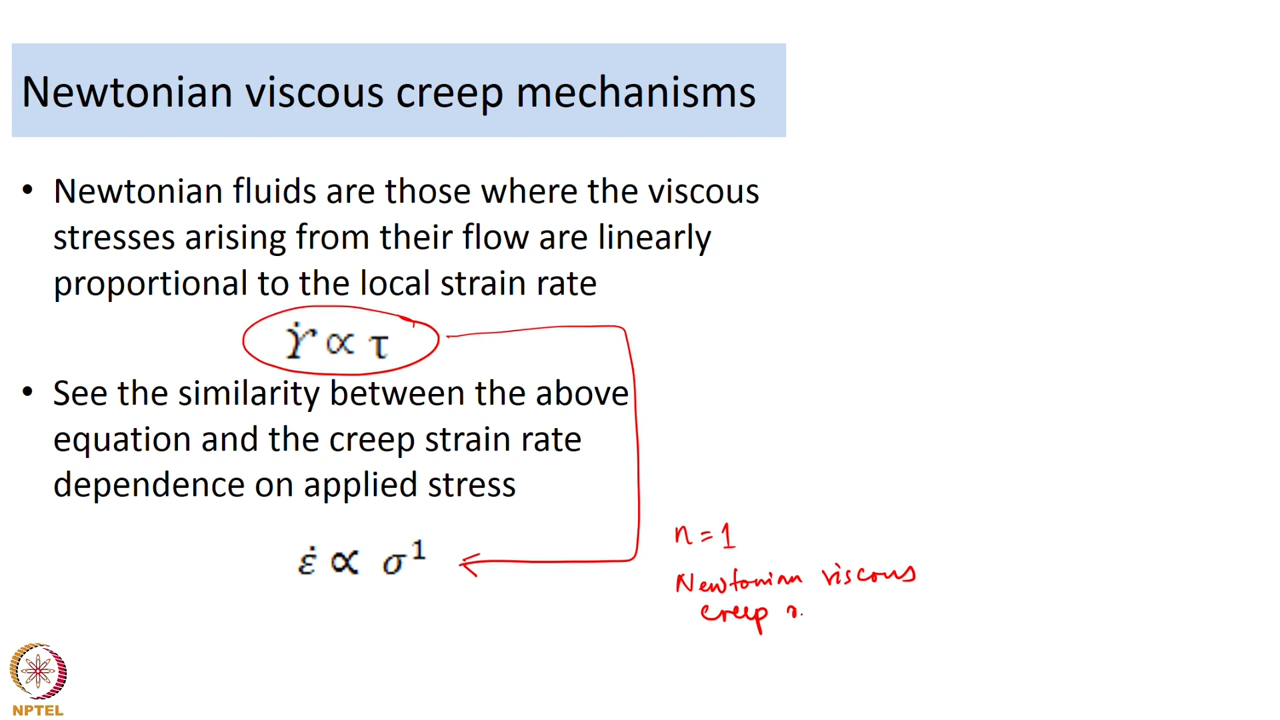 Newtonian viscous creep mechanisms
• Newtonian fluids are those where the viscous
stresses arising from their flow are linearly
proportional to the local strain rate
γ̇ ∝ τ
• See the similarity between the above
equation and the creep strain rate
dependence on applied stress
ε̇ ∝ σ¹
n = 1
Newtonian viscous
creep
NPTEL